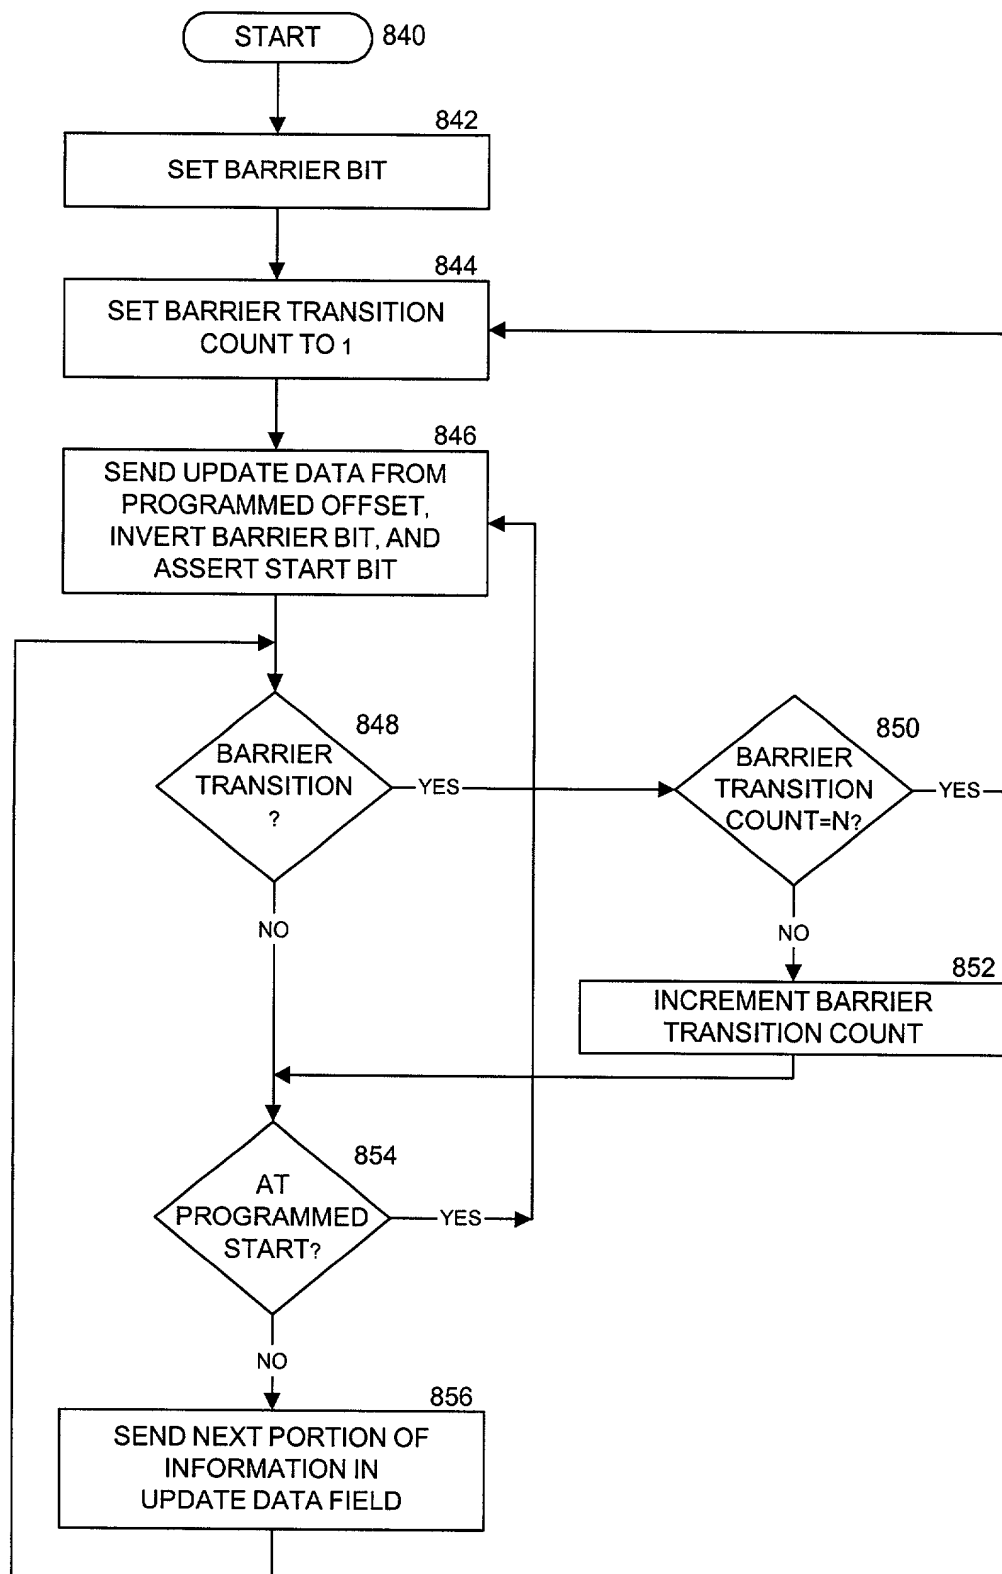 START
840
842
SET BARRIER BIT
844
SET BARRIER TRANSITION
COUNT TO 1
846
SEND UPDATE DATA FROM
PROGRAMMED OFFSET,
INVERT BARRIER BIT, AND
ASSERT START BIT
848
BARRIER
TRANSITION
?
YES
850
BARRIER
TRANSITION
COUNT=N?
YES
NO
NO
852
INCREMENT BARRIER
TRANSITION COUNT
854
AT
PROGRAMMED
START?
YES
NO
856
SEND NEXT PORTION OF
INFORMATION IN
UPDATE DATA FIELD